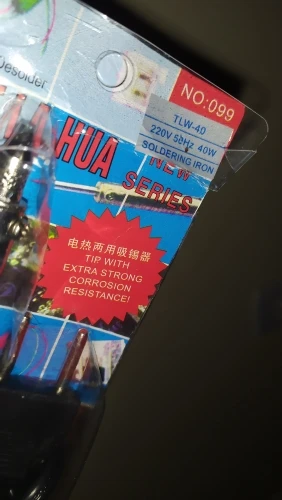 Desolder
NO:099
TLW-40
220V 50Hz 40W
SOLDERING IRON
HUA
NEW
SERIES
电热两用吸锡器
TIP WITH
EXTRA STRONG
CORROSION
RESISTANCE!